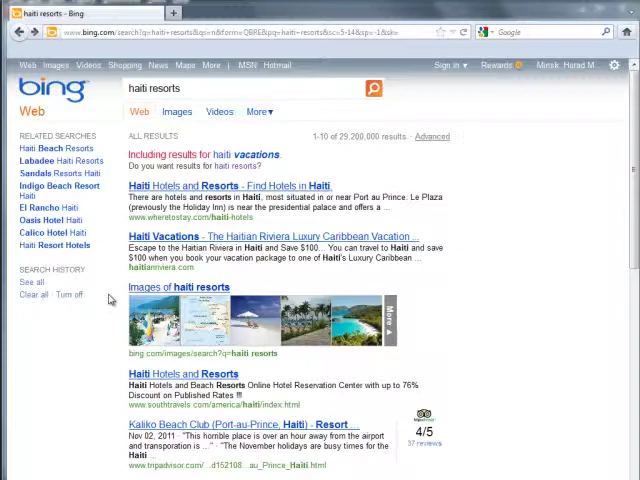 haiti resorts - Bing
www.bing.com/search?q=haiti+resorts&qs=n&form=QBRE&pq=haiti+resorts&sc=5-14&sp=-1&sk=
Google
Web Images Videos Shopping News Maps More | MSN Hotmail
Sign in Rewards Minsk, Horad M...
bing
haiti resorts
Web
Web Images Videos More▾
RELATED SEARCHES
Haiti Beach Resorts
Labadee Haiti Resorts
Sandals Resorts Haiti
Indigo Beach Resort
Haiti
El Rancho Haiti
Oasis Hotel Haiti
Calico Hotel Haiti
Haiti Resort Hotels
SEARCH HISTORY
See all
Clear all · Turn off
ALL RESULTS
1-10 of 29,200,000 results · Advanced
Including results for haiti vacations.
Do you want results for haiti resorts?
Haiti Hotels and Resorts - Find Hotels in Haiti.
There are hotels and resorts in Haiti, most situated in or near Port au Prince. Le Plaza
(previously the Holiday Inn) is near the presidential palace and offers a ...
www.wheretostay.com/haiti-hotels
Haiti Vacations - The Haitian Riviera Luxury Caribbean Vacation ...
Escape to the Haitian Riviera in Haiti and Save $100... You can travel to Haiti and save
$100 when you book your vacation package to one of Haiti's Luxury Caribbean ...
haitianriviera.com
Images of haiti resorts
More
bing.com/images/search?q=haiti resorts
Haiti Hotels and Resorts
Haiti Hotels and Beach Resorts Online Hotel Reservation Center with up to 76%
Discount on Published Rates !!!
www.southtravels.com/america/haiti/index.html
Kaliko Beach Club (Port-au-Prince, Haiti) - Resort ...
Nov 02, 2011 · "This horrible place is over an hour away from the airport
and transporation is ..." · "The November holidays are busy times for the
Haiti ...
www.tripadvisor.com/...d152108...au_Prince_Haiti.html
4/5
37 reviews